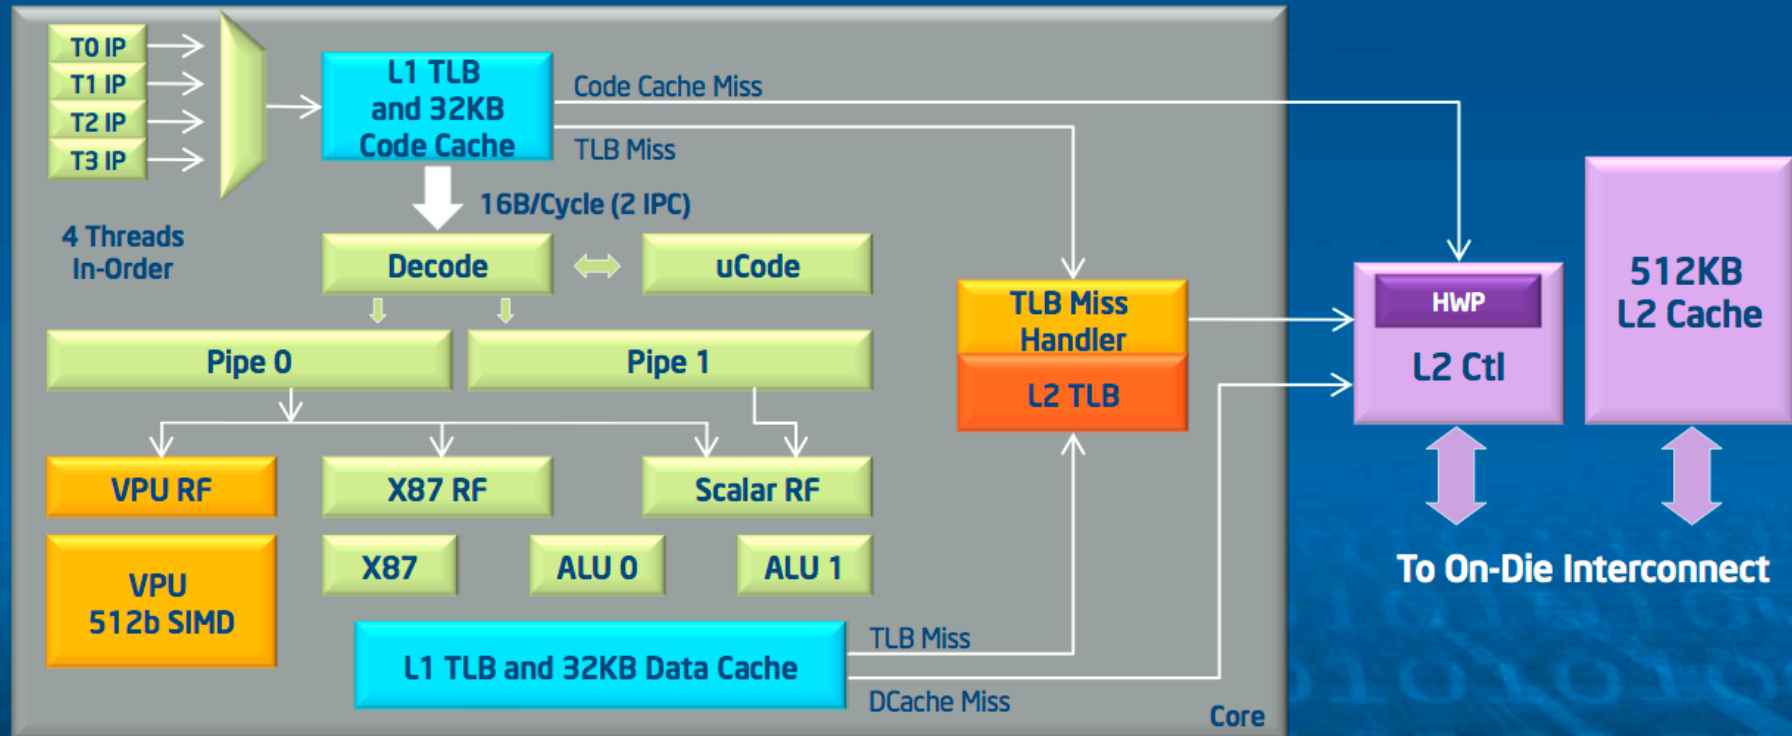 T0 IP
T1 IP
T2 IP
T3 IP
4 Threads
In-Order
L1 TLB
and 32KB
Code Cache
Code Cache Miss
TLB Miss
16B/Cycle (2 IPC)
Decode
uCode
Pipe 0
Pipe 1
VPU RF
X87 RF
Scalar RF
VPU
512b SIMD
X87
ALU 0
ALU 1
L1 TLB and 32KB Data Cache
TLB Miss
DCache Miss
Core
TLB Miss
Handler
L2 TLB
HWP
L2 Ctl
512KB
L2 Cache
To On-Die Interconnect